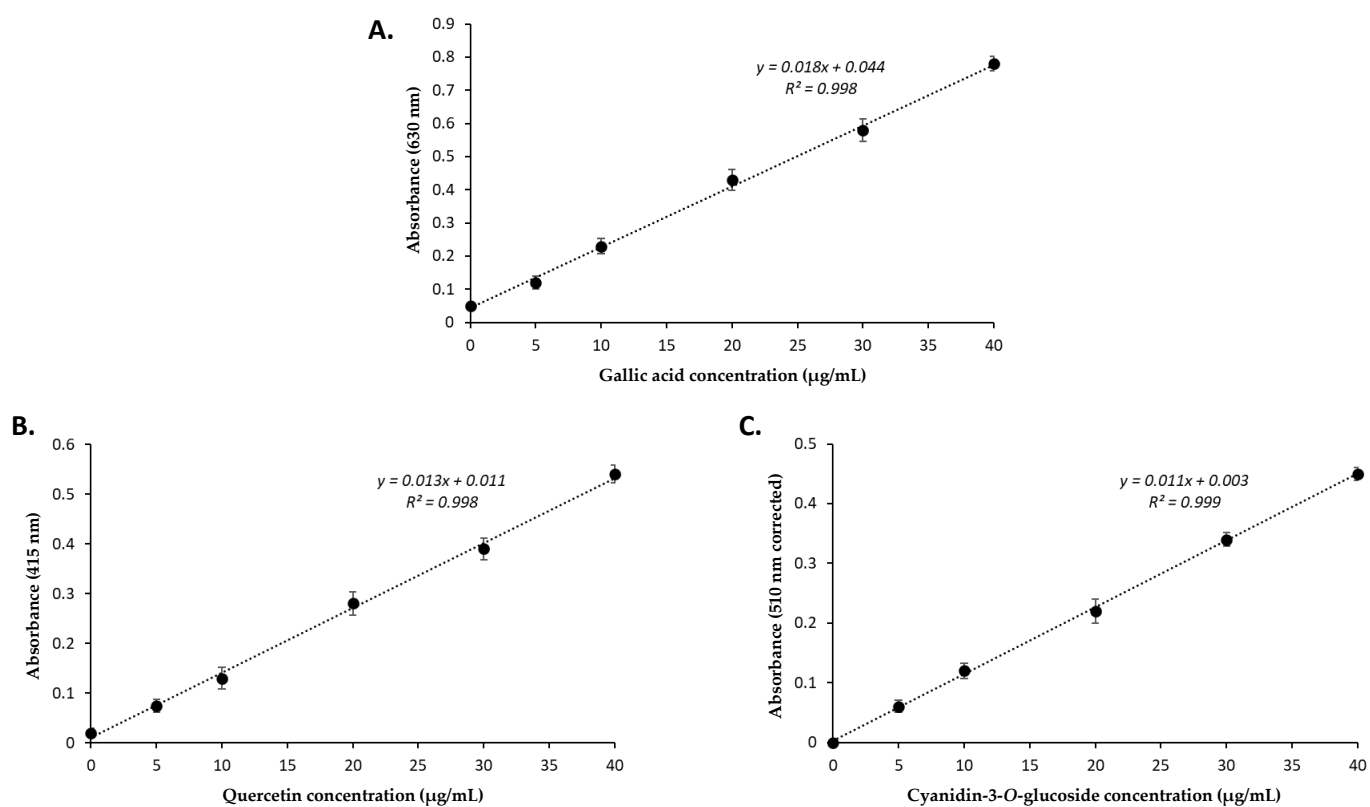 A.
0.9
0.8
0.7
0.6
0.5
0.4
0.3
0.2
0.1
0
Absorbance (630 nm)
y = 0.018x + 0.044
R² = 0.998
0 5 10 15 20 25 30 35 40
Gallic acid concentration (µg/mL)
B.
0.6
0.5
0.4
0.3
0.2
0.1
0
Absorbance (415 nm)
y = 0.013x + 0.011
R² = 0.998
0 5 10 15 20 25 30 35 40
Quercetin concentration (µg/mL)
C.
0.5
0.4
0.3
0.2
0.1
0
Absorbance (510 nm corrected)
y = 0.011x + 0.003
R² = 0.999
0 5 10 15 20 25 30 35 40
Cyanidin-3-O-glucoside concentration (µg/mL)